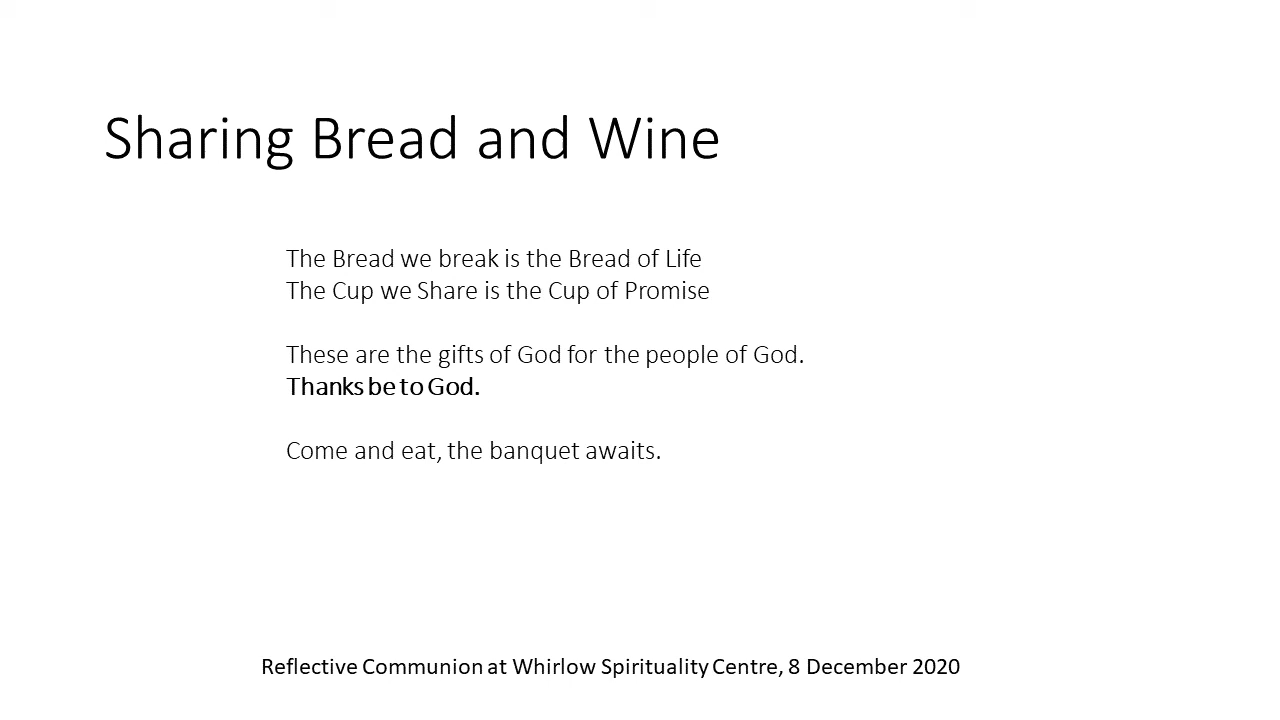 Sharing Bread and Wine
The Bread we break is the Bread of Life
The Cup we Share is the Cup of Promise
These are the gifts of God for the people of God.
Thanks be to God.
Come and eat, the banquet awaits.
Reflective Communion at Whirlow Spirituality Centre, 8 December 2020